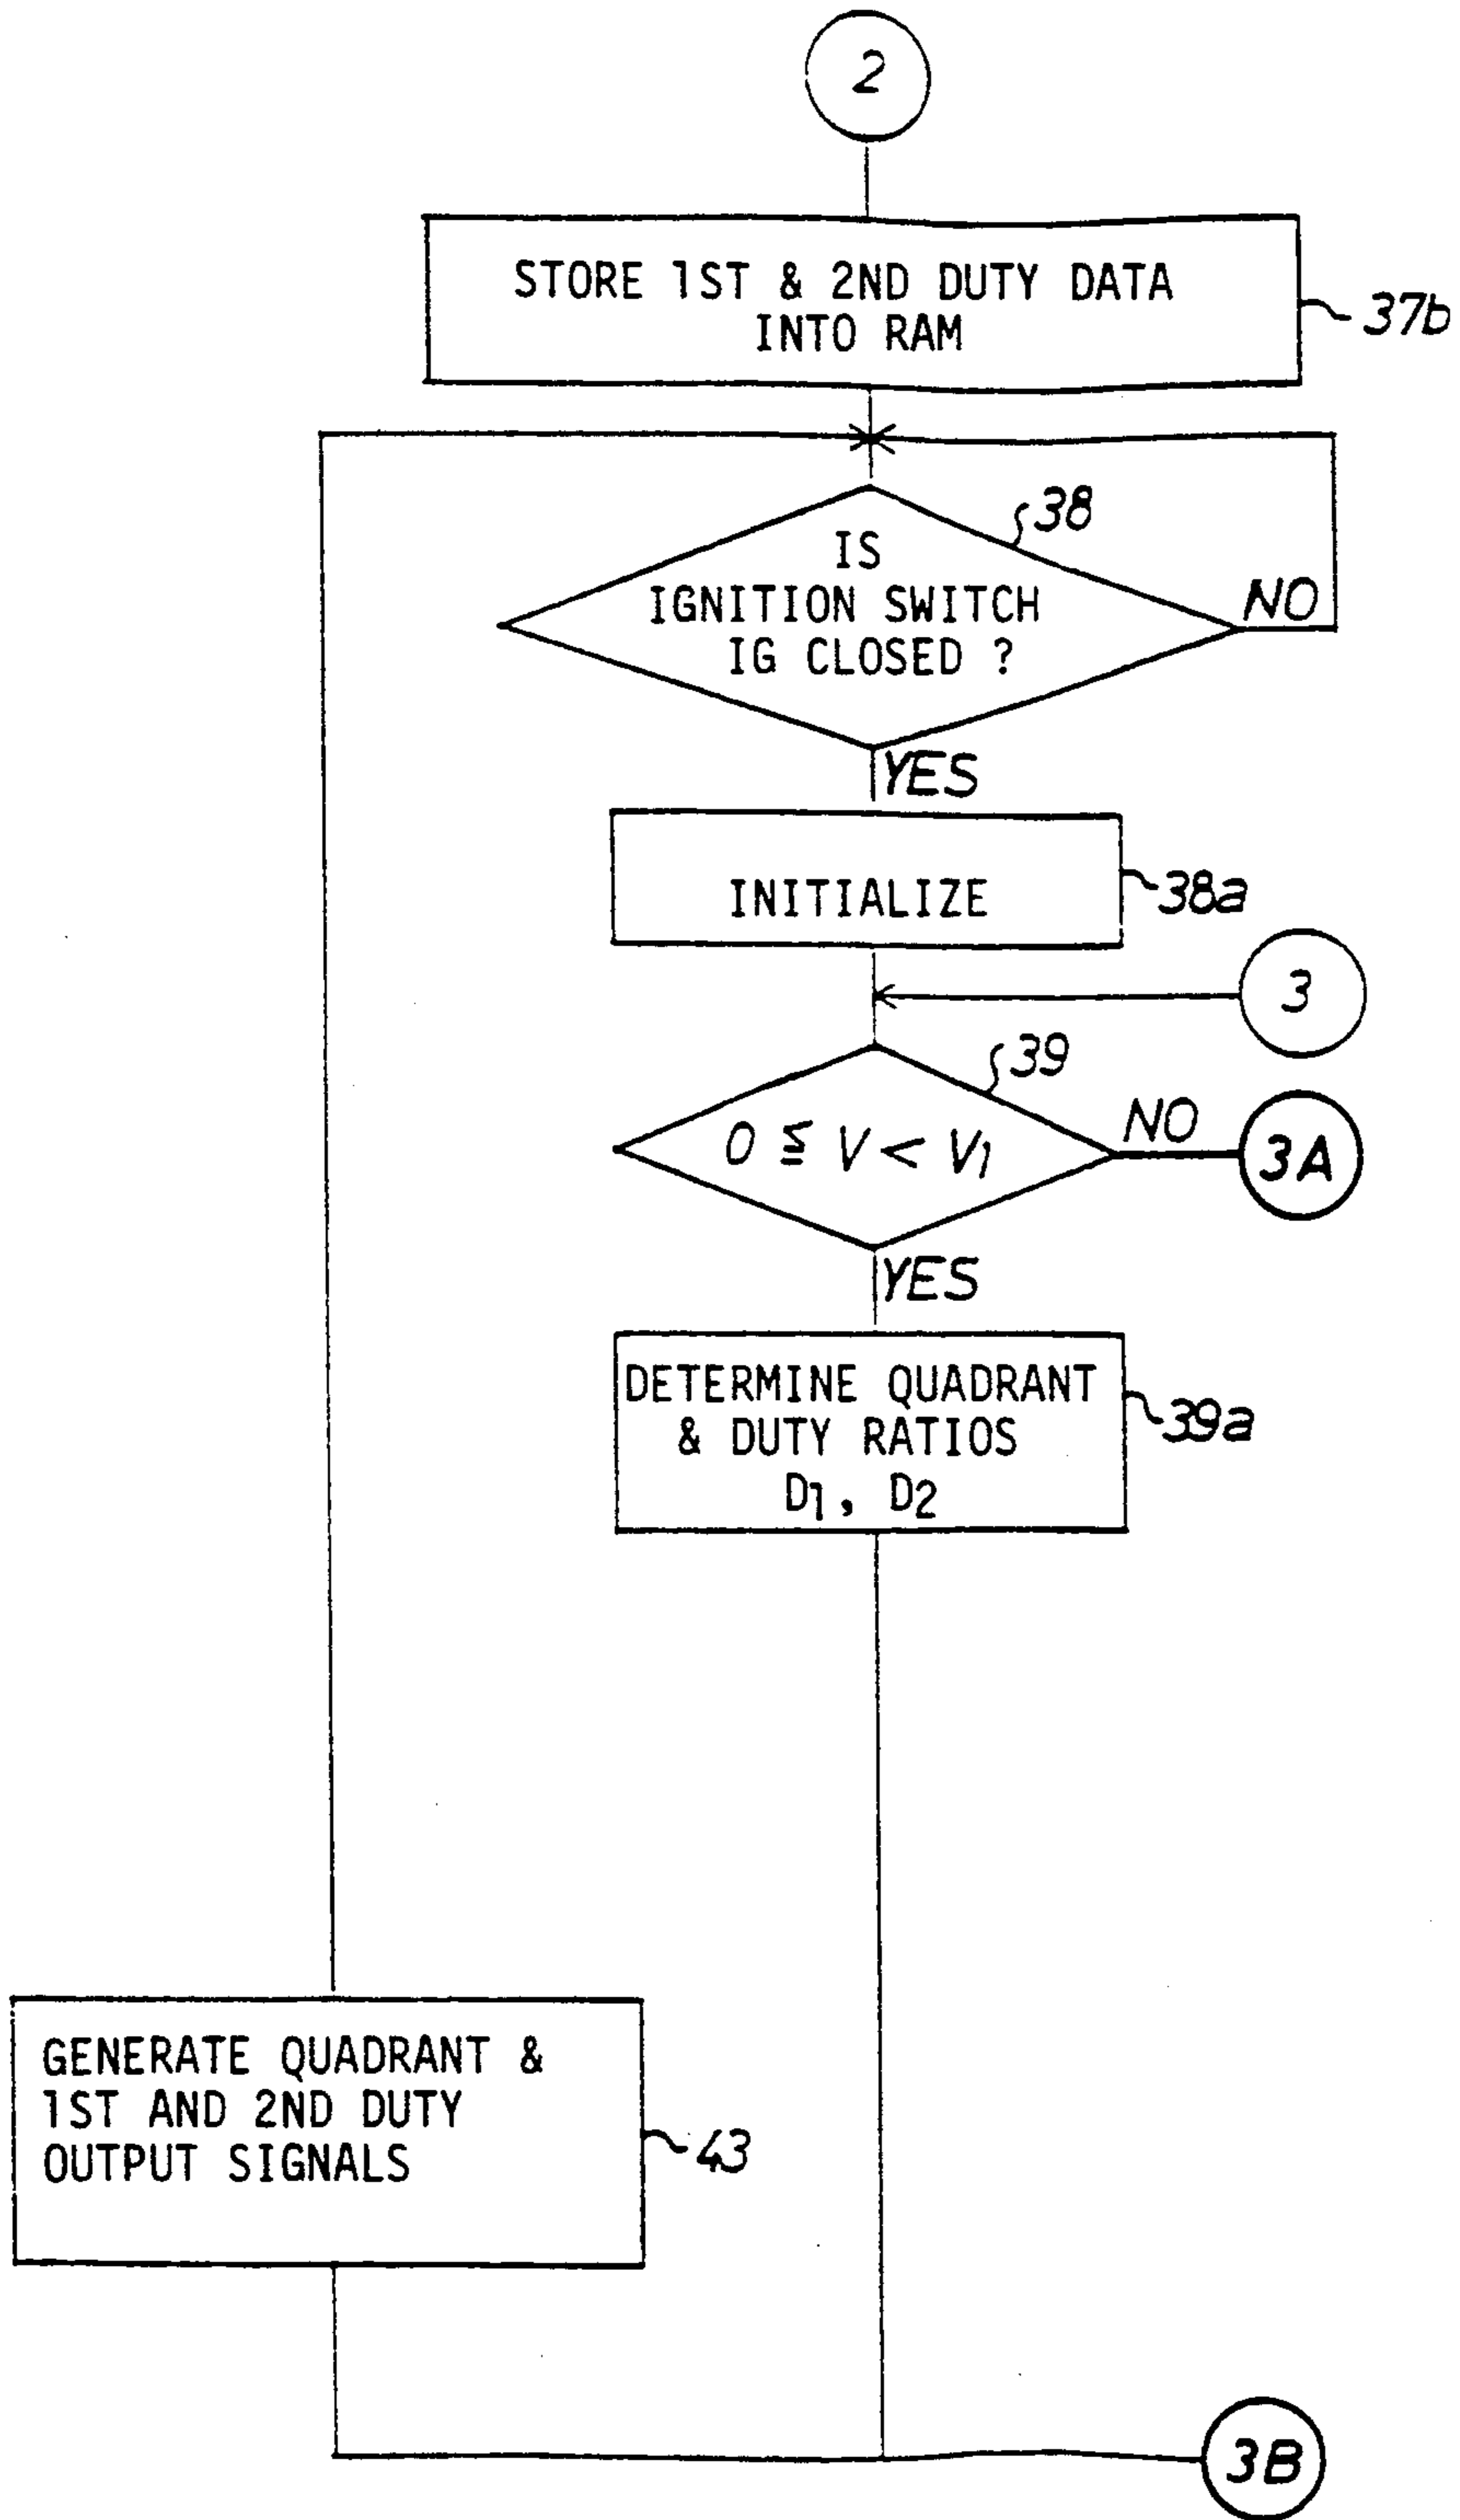 2
STORE 1ST & 2ND DUTY DATA
INTO RAM
37b
38
IS
IGNITION SWITCH
IG CLOSED ?
NO
YES
INITIALIZE
38a
3
39
0 ≦ V < V1
NO
3A
YES
DETERMINE QUADRANT
& DUTY RATIOS
D1, D2
39a
GENERATE QUADRANT &
1ST AND 2ND DUTY
OUTPUT SIGNALS
43
3B